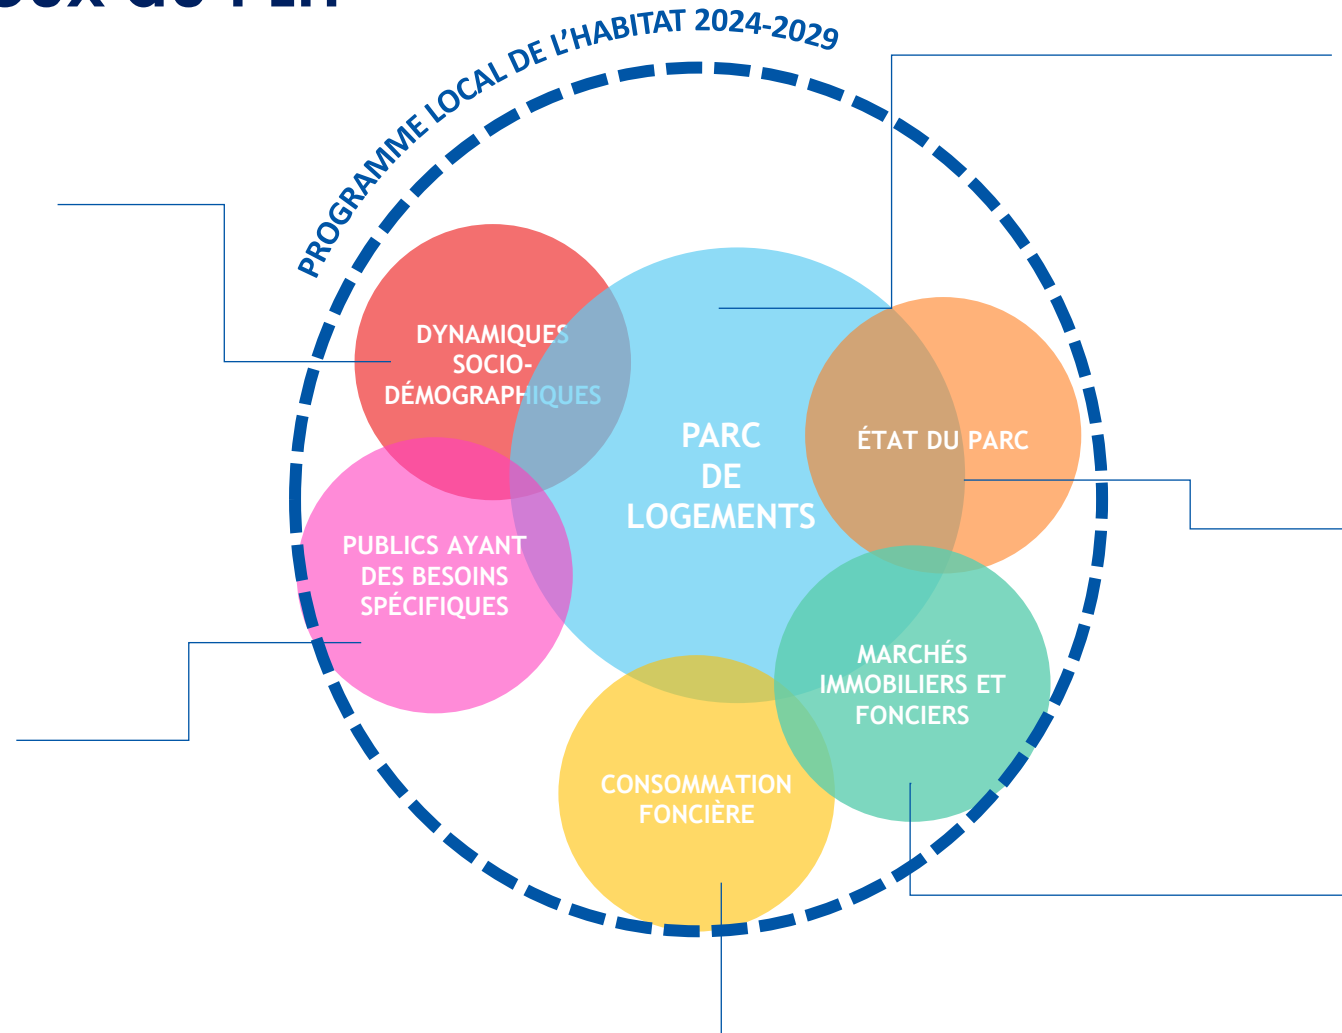 PROGRAMME LOCAL DE L’HABITAT 2024-2029
DYNAMIQUES
SOCIO-
DÉMOGRAPHIQUES
PARC
DE
LOGEMENTS
ÉTAT DU PARC
PUBLICS AYANT
DES BESOINS
SPÉCIFIQUES
MARCHÉS
IMMOBILIERS ET
FONCIERS
CONSOMMATION
FONCIÈRE